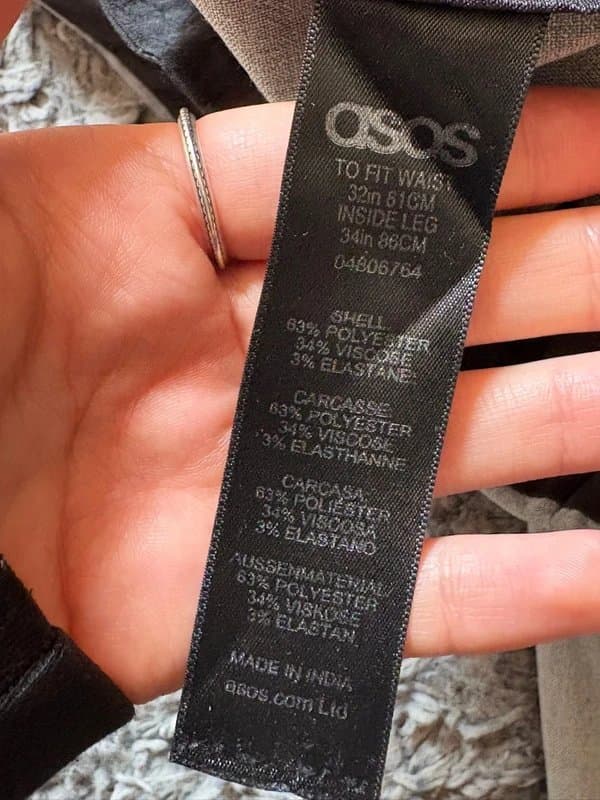 asos
TO FIT WAIST
32in 81CM
INSIDE LEG
34in 86CM
04806764
SHELL
63% POLYESTER
34% VISCOSE
3% ELASTANE
CARCASSE
63% POLYESTER
34% VISCOSE
3% ELASTHANNE
CARCASA
63% POLIESTER
34% VISCOSA
3% ELASTANO
AUSSENMATERIAL
63% POLYESTER
34% VISKOSE
3% ELASTAN
MADE IN INDIA
asos.com Ltd